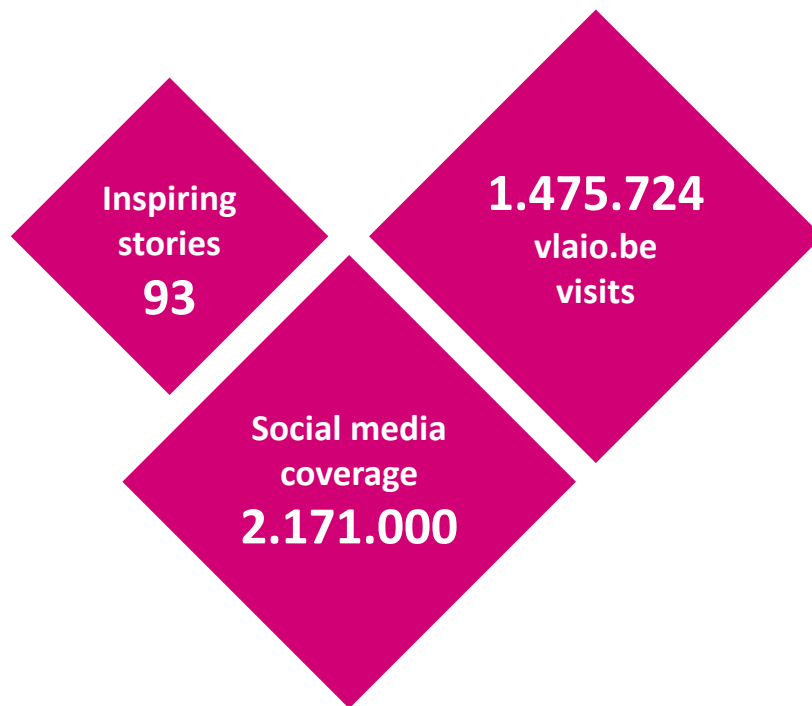 Inspiring
stories
93
1.475.724
vlaio.be
visits
Social media
coverage
2.171.000